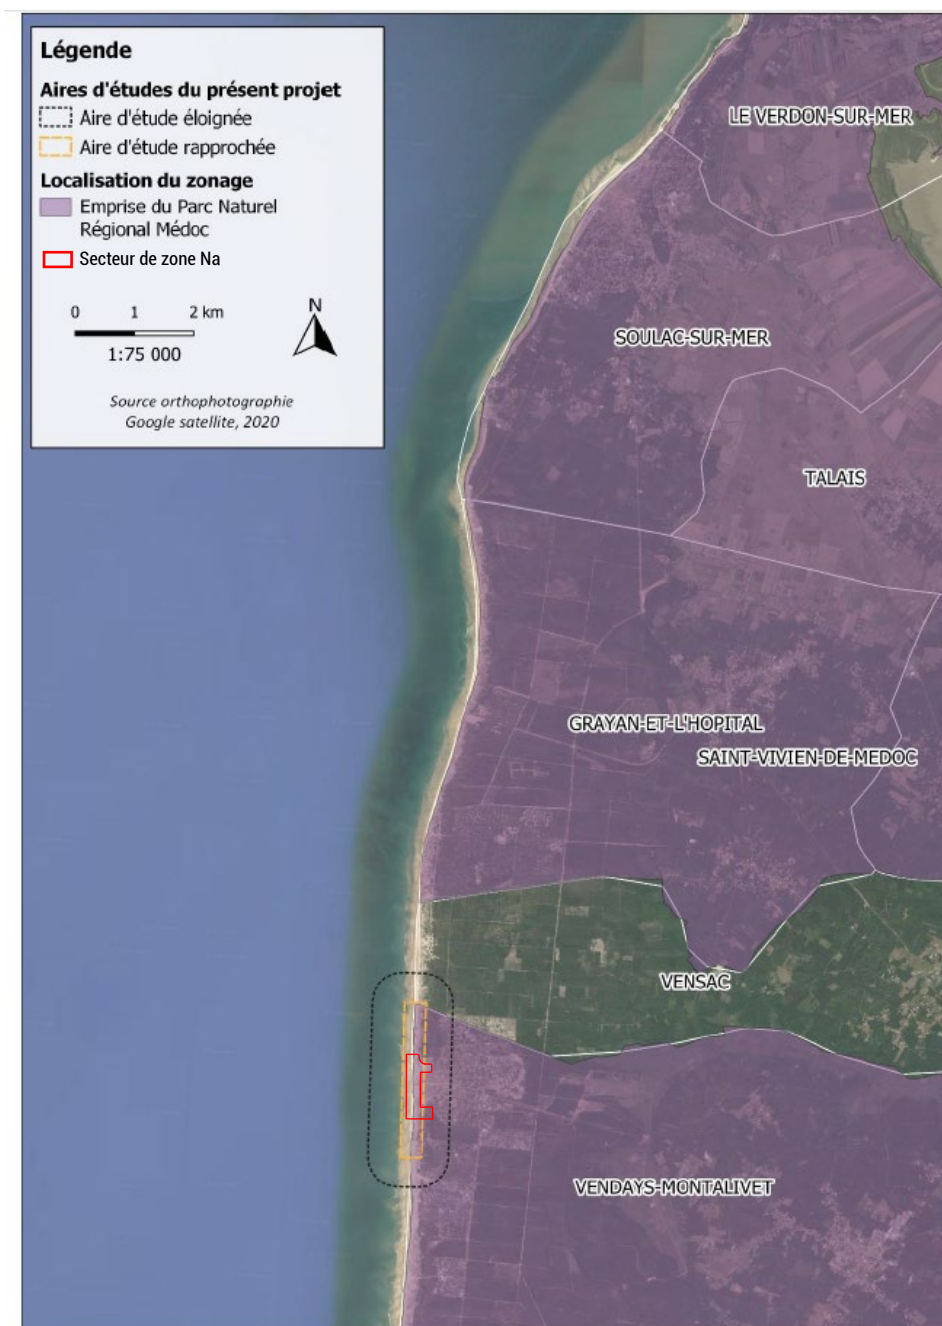 Légende
Aires d'études du présent projet
Aire d'étude éloignée
Aire d'étude rapprochée
Localisation du zonage
Emprise du Parc Naturel
Régional Médoc
Secteur de zone Na
0 1 2 km
1:75 000
N
Source orthophotographie
Google satellite, 2020
LE VERDON-SUR-MER
SOULAC-SUR-MER
TALAIS
GRAYAN-ET-L'HOPITAL
SAINT-VIVIEN-DE-MEDOC
VENSAC
VENDAYS-MONTALIVET